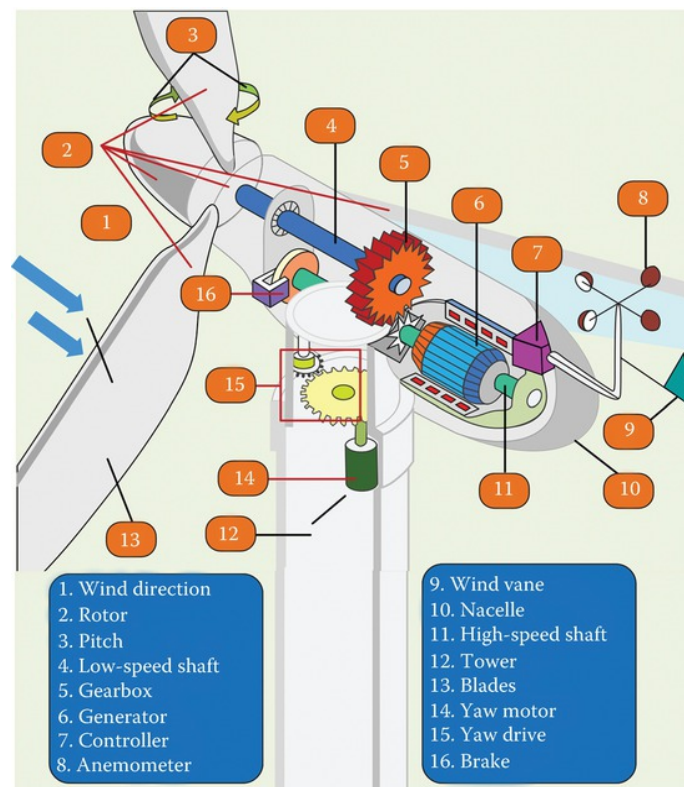 3
4
5
2
6
8
1
7
16
15
9
14
11
10
12
13
1. Wind direction
2. Rotor
3. Pitch
4. Low-speed shaft
5. Gearbox
6. Generator
7. Controller
8. Anemometer
9. Wind vane
10. Nacelle
11. High-speed shaft
12. Tower
13. Blades
14. Yaw motor
15. Yaw drive
16. Brake